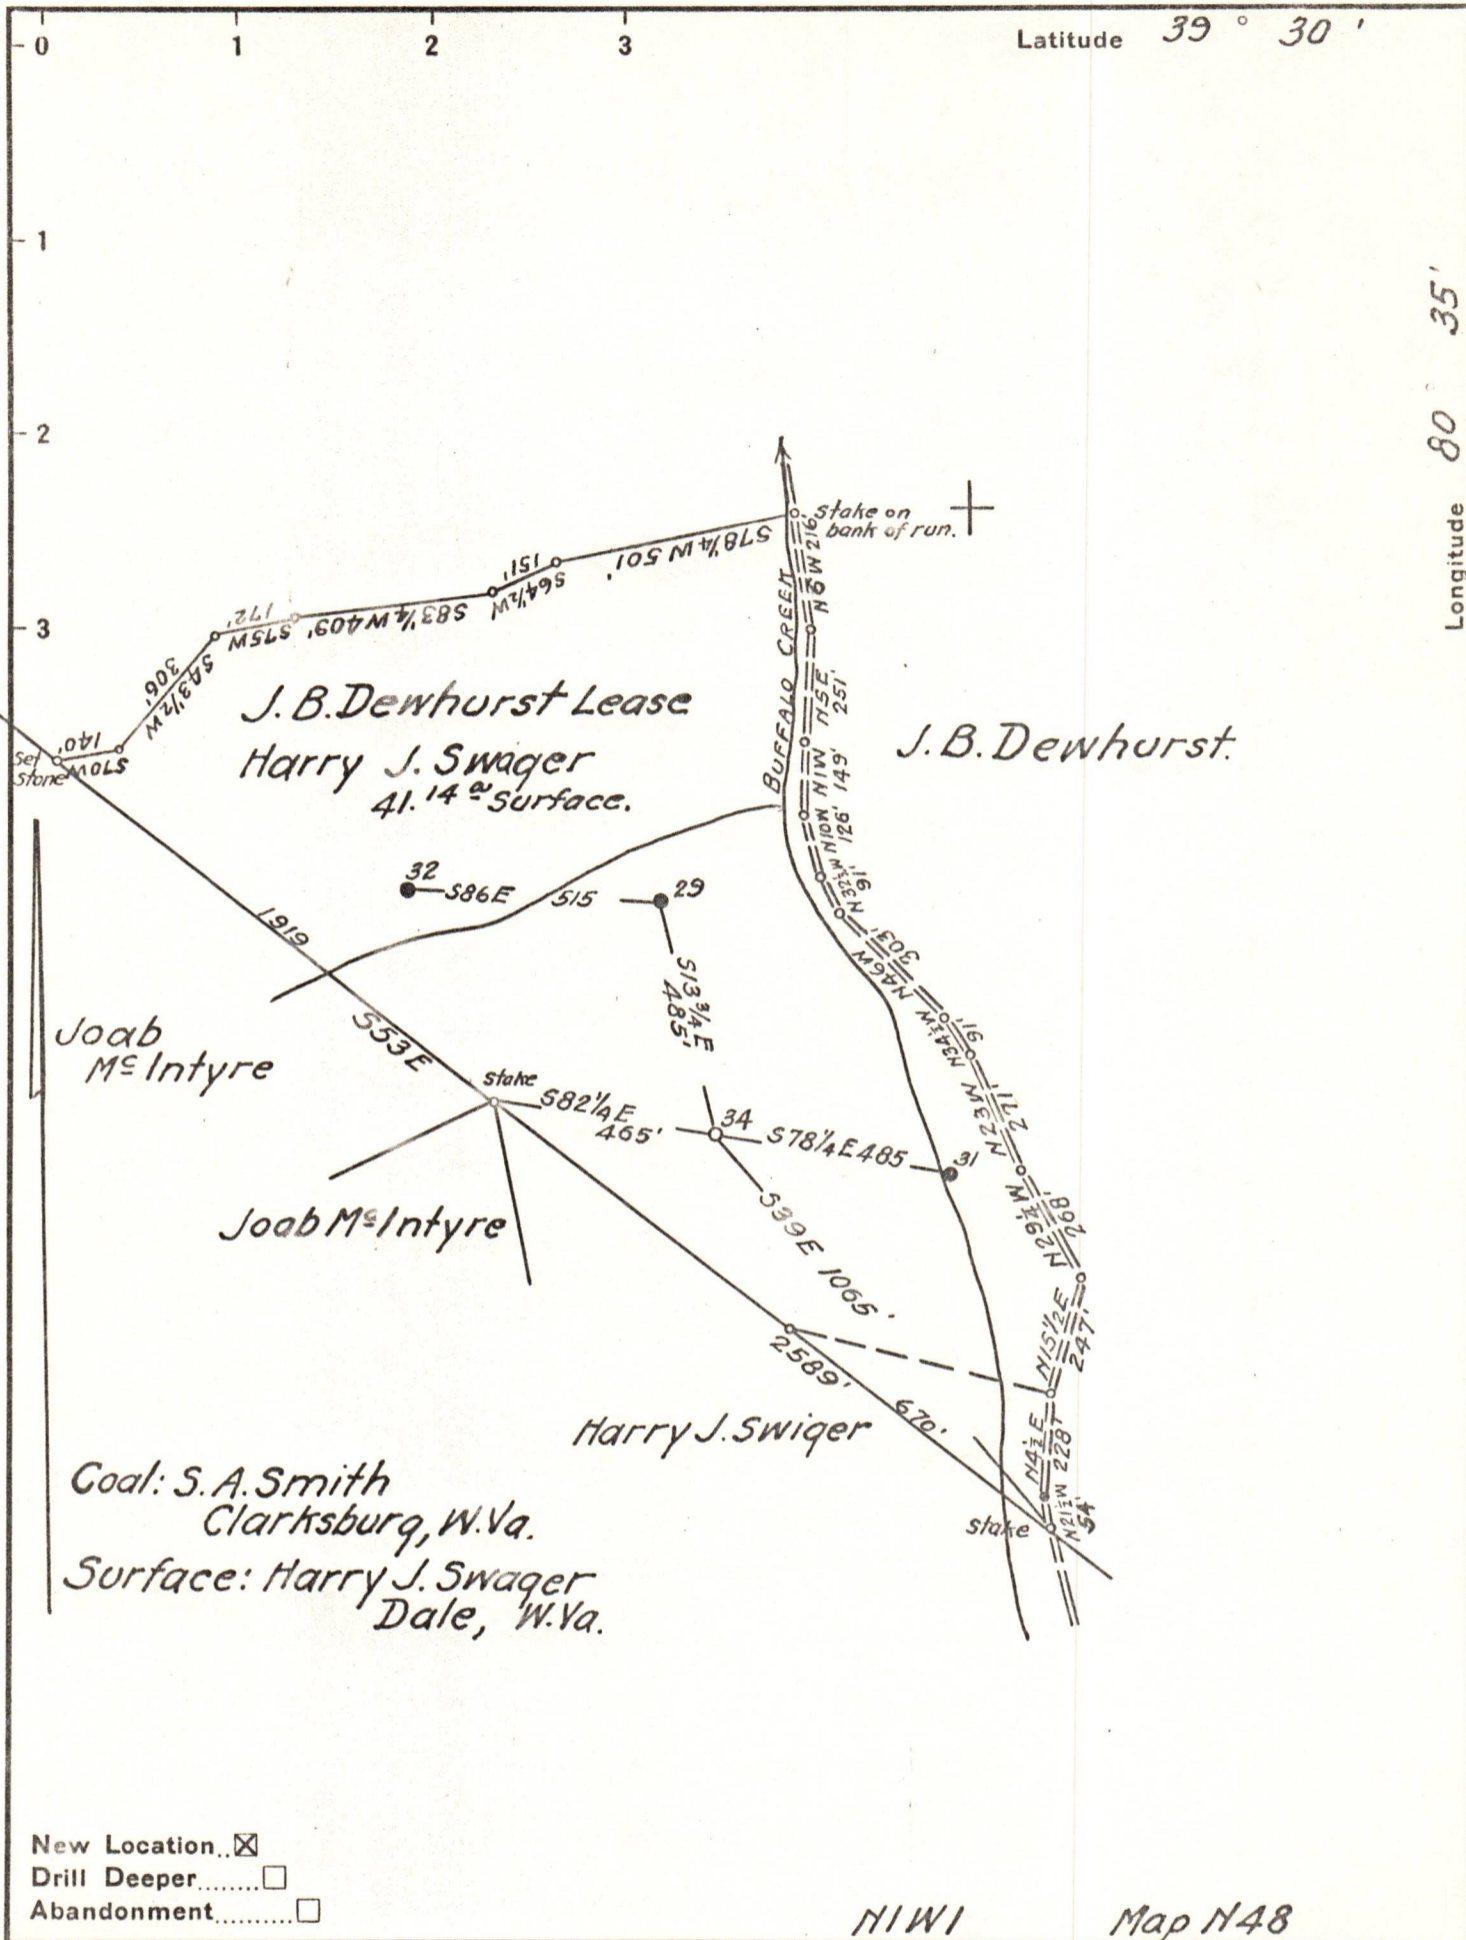 0 1 2 3 Latitude 39 ° 30 '
1
2
3
Longitude 80 ° 35'
stake on
bank of run.
S78¼W 501'
151'
S64½W
S83¼W 409'
172'
S75W
306'
S43½W
140'
S70W
Set
Stone
N6W 216'
BUFFALO CREEK
N5E
251'
N1W
149'
N10W
126'
N32½W
91'
J.B. Dewhurst Lease
Harry J. Swager
41.14 a Surface.
J.B. Dewhurst.
32
S86E 515
29
1919
S53E
S13¾E
485'
N46W
303'
N34½W
91'
Joab
Mc Intyre
stake
S82¼E
465'
34
S78¼E 485
31
N23W
271'
N29¼W
268'
Joab McIntyre
S39E 1065'
N15½E
247'
2589'
670'
Harry J. Swiger
N4½E
228'
N21½W
54'
stake
Coal: S.A. Smith
Clarksburg, W.Va.
Surface: Harry J. Swager
Dale, W.Va.
New Location..☒
Drill Deeper........☐
Abandonment..........☐
N1W1 Map N48